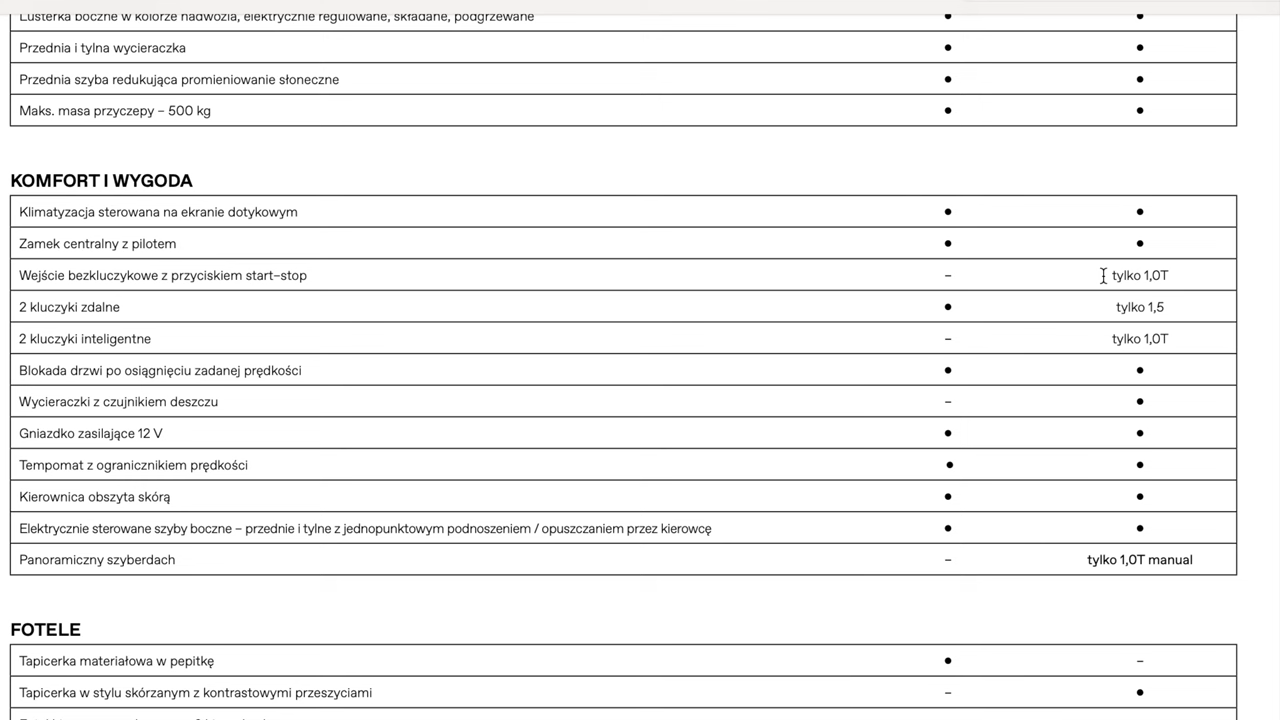 Lusterka boczne w kolorze nadwozia, elektrycznie regulowane, składane, podgrzewane ● ●
Przednia i tylna wycieraczka ● ●
Przednia szyba redukująca promieniowanie słoneczne ● ●
Maks. masa przyczepy – 500 kg ● ●
KOMFORT I WYGODA
Klimatyzacja sterowana na ekranie dotykowym ● ●
Zamek centralny z pilotem ● ●
Wejście bezkluczykowe z przyciskiem start–stop – tylko 1,0T
2 kluczyki zdalne ● tylko 1,5
2 kluczyki inteligentne – tylko 1,0T
Blokada drzwi po osiągnięciu zadanej prędkości ● ●
Wycieraczki z czujnikiem deszczu – ●
Gniazdko zasilające 12 V ● ●
Tempomat z ogranicznikiem prędkości ● ●
Kierownica obszyta skórą ● ●
Elektrycznie sterowane szyby boczne – przednie i tylne z jednopunktowym podnoszeniem / opuszczaniem przez kierowcę ● ●
Panoramiczny szyberdach – tylko 1,0T manual
FOTELE
Tapicerka materiałowa w pepitkę ● –
Tapicerka w stylu skórzanym z kontrastowymi przeszyciami – ●